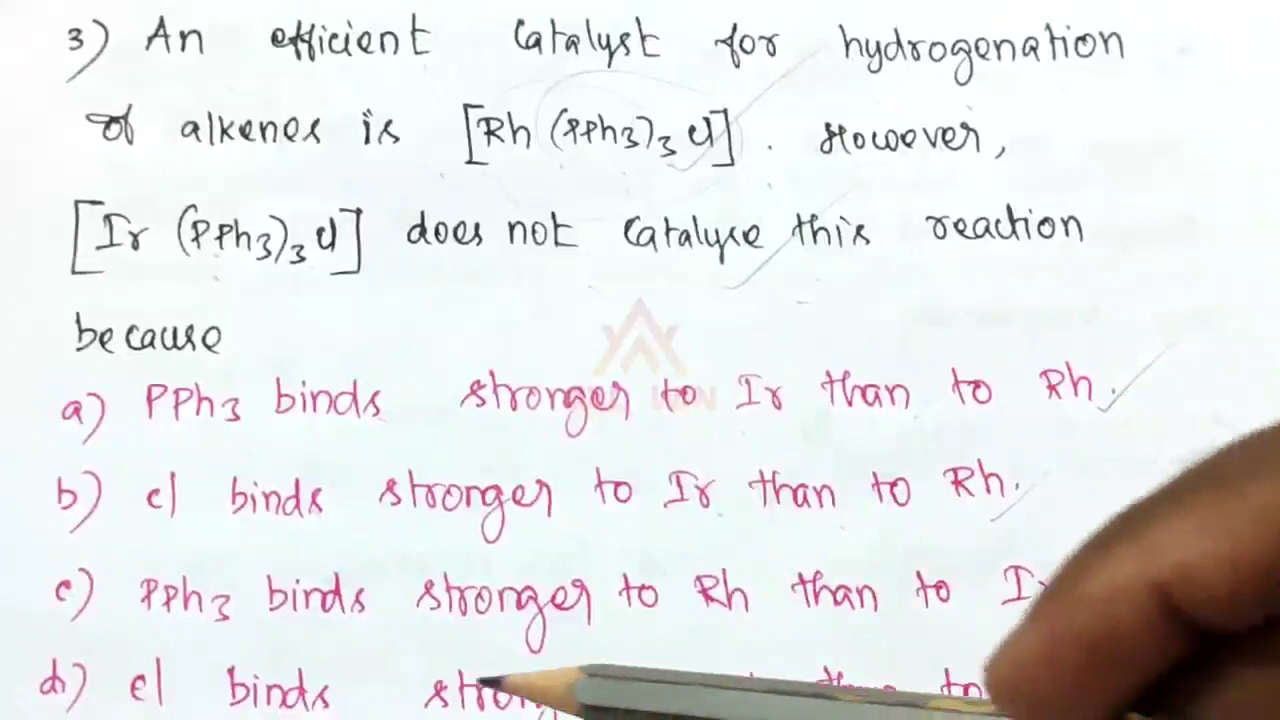 3) An efficient catalyst for hydrogenation
of alkenes is [Rh (PPh3)3 Cl]. However,
[Ir (PPh3)3 Cl] does not catalyse this reaction
because
a) PPh3 binds stronger to Ir than to Rh.
b) Cl binds stronger to Ir than to Rh.
c) PPh3 binds stronger to Rh than to
d) Cl binds than to